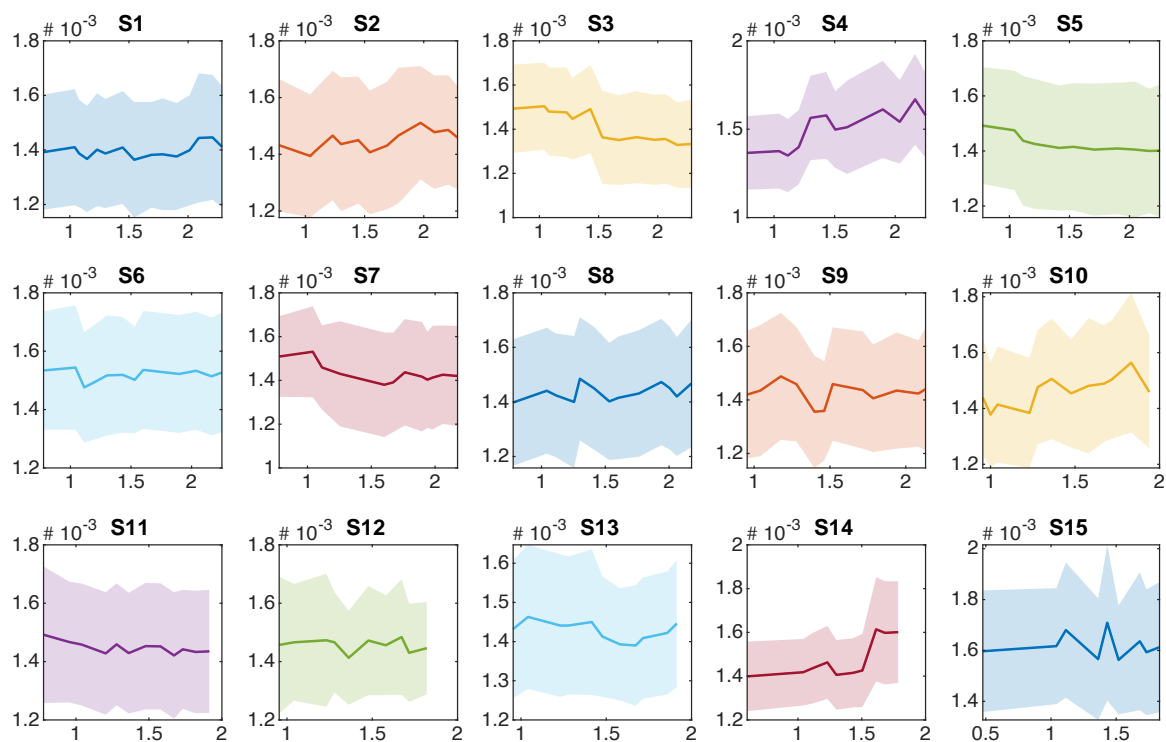 # 10-3 S1
1.8
1.6
1.4
1.2
1 1.5 2
# 10-3 S2
1.8
1.6
1.4
1.2
1 1.5 2
# 10-3 S3
1.8
1.6
1.4
1.2
1
1 1.5 2
# 10-3 S4
2
1.5
1
1 1.5 2
# 10-3 S5
1.8
1.6
1.4
1.2
1 1.5 2
# 10-3 S6
1.8
1.6
1.4
1.2
1 1.5 2
# 10-3 S7
1.8
1.6
1.4
1.2
1
1 1.5 2
# 10-3 S8
1.8
1.6
1.4
1.2
1 1.5 2
# 10-3 S9
1.8
1.6
1.4
1.2
1 1.5 2
# 10-3 S10
1.8
1.6
1.4
1.2
1 1.5 2
# 10-3 S11
1.8
1.6
1.4
1.2
1 1.5 2
# 10-3 S12
1.8
1.6
1.4
1.2
1 1.5 2
# 10-3 S13
1.6
1.5
1.4
1.3
1.2
1 1.5 2
# 10-3 S14
2
1.8
1.6
1.4
1.2
1 1.5 2
# 10-3 S15
2
1.8
1.6
1.4
0.5 1 1.5